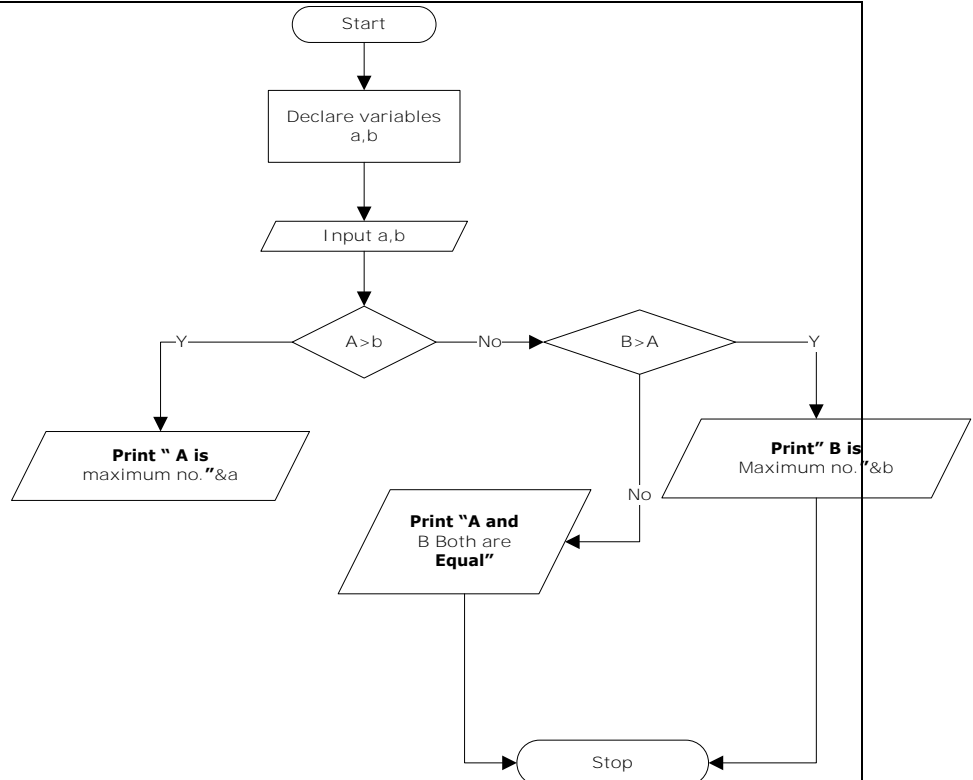 Start
Declare variables
a,b
Input a,b
A>b
Y
No
B>A
Y
Print “ A is
maximum no.”&a
Print” B is
Maximum no.”&b
No
Print “A and
B Both are
Equal”
Stop